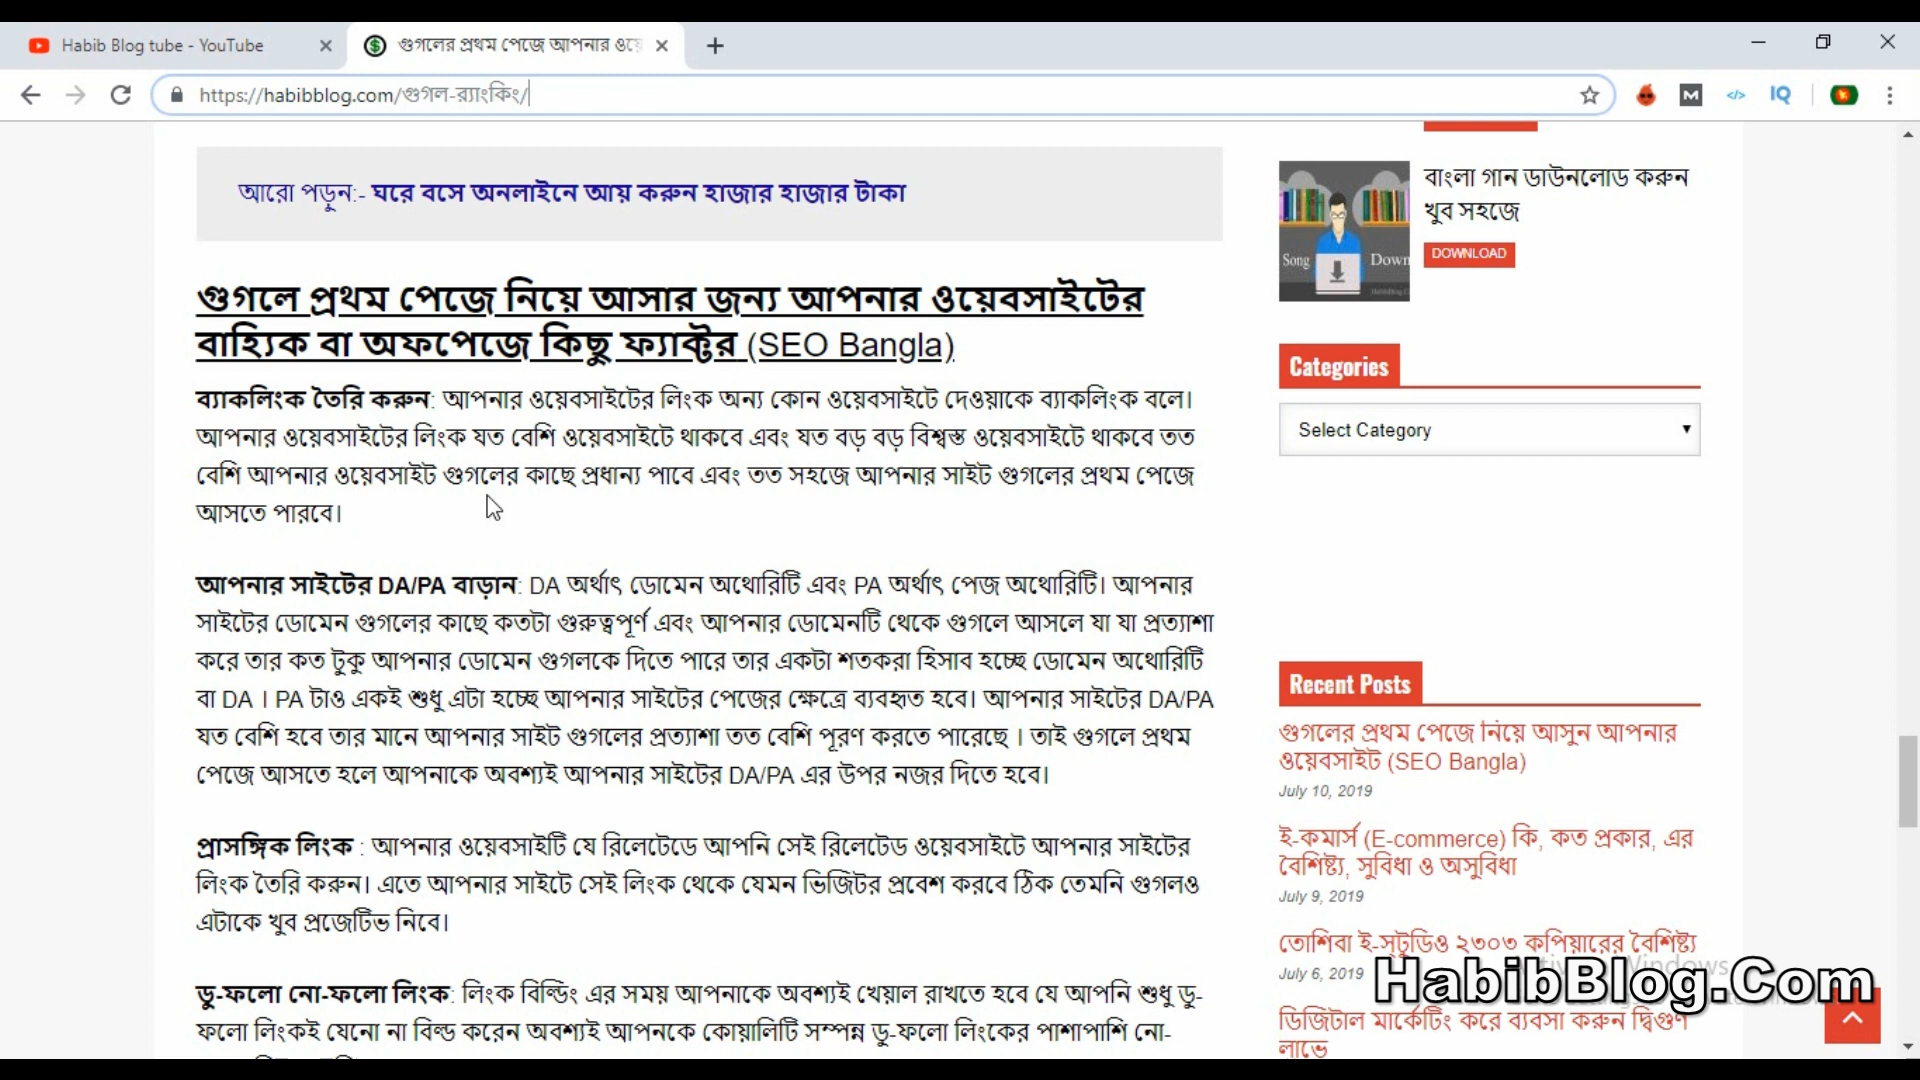 Habib Blog tube - YouTube
গুগলের প্রথম পেজে আপনার ওয়ে
https://habibblog.com/গুগল-র‍্যাংকিং/
আরো পড়ুন:- ঘরে বসে অনলাইনে আয় করুন হাজার হাজার টাকা
গুগলে প্রথম পেজে নিয়ে আসার জন্য আপনার ওয়েবসাইটের
বাহ্যিক বা অফপেজে কিছু ফ্যাক্টর (SEO Bangla)
ব্যাকলিংক তৈরি করুন: আপনার ওয়েবসাইটের লিংক অন্য কোন ওয়েবসাইটে দেওয়াকে ব্যাকলিংক বলে।
আপনার ওয়েবসাইটের লিংক যত বেশি ওয়েবসাইটে থাকবে এবং যত বড় বড় বিশ্বস্ত ওয়েবসাইটে থাকবে তত
বেশি আপনার ওয়েবসাইট গুগলের কাছে প্রধান্য পাবে এবং তত সহজে আপনার সাইট গুগলের প্রথম পেজে
আসতে পারবে।
আপনার সাইটের DA/PA বাড়ান: DA অর্থাৎ ডোমেন অথোরিটি এবং PA অর্থাৎ পেজ অথোরিটি। আপনার
সাইটের ডোমেন গুগলের কাছে কতটা গুরুত্বপূর্ণ এবং আপনার ডোমেনটি থেকে গুগলে আসলে যা যা প্রত্যাশা
করে তার কত টুকু আপনার ডোমেন গুগলকে দিতে পারে তার একটা শতকরা হিসাব হচ্ছে ডোমেন অথোরিটি
বা DA । PA টাও একই শুধু এটা হচ্ছে আপনার সাইটের পেজের ক্ষেত্রে ব্যবহৃত হবে। আপনার সাইটের DA/PA
যত বেশি হবে তার মানে আপনার সাইট গুগলের প্রত্যাশা তত বেশি পূরণ করতে পারেছে । তাই গুগলে প্রথম
পেজে আসতে হলে আপনাকে অবশ্যই আপনার সাইটের DA/PA এর উপর নজর দিতে হবে।
প্রাসঙ্গিক লিংক : আপনার ওয়েবসাইটি যে রিলেটেডে আপনি সেই রিলেটেড ওয়েবসাইটে আপনার সাইটের
লিংক তৈরি করুন। এতে আপনার সাইটে সেই লিংক থেকে যেমন ভিজিটর প্রবেশ করবে ঠিক তেমনি গুগলও
এটাকে খুব প্রজেটিভ নিবে।
ডু-ফলো নো-ফলো লিংক: লিংক বিল্ডিং এর সময় আপনাকে অবশ্যই খেয়াল রাখতে হবে যে আপনি শুধু ডু-
ফলো লিংকই যেনো না বিল্ড করেন অবশ্যই আপনকে কোয়ালিটি সম্পন্ন ডু-ফলো লিংকের পাশাপাশি নো-
Song Down
বাংলা গান ডাউনলোড করুন
খুব সহজে
DOWNLOAD
Categories
Select Category
Recent Posts
গুগলের প্রথম পেজে নিয়ে আসুন আপনার
ওয়েবসাইট (SEO Bangla)
July 10, 2019
ই-কমার্স (E-commerce) কি, কত প্রকার, এর
বৈশিষ্ট্য, সুবিধা ও অসুবিধা
July 9, 2019
তোশিবা ই-স্টুডিও ২৩০৩ কপিয়ারের বৈশিষ্ট্য
July 6, 2019
HabibBlog.Com
ডিজিটাল মার্কেটিং করে ব্যবসা করুন দ্বিগুণ
লাভে